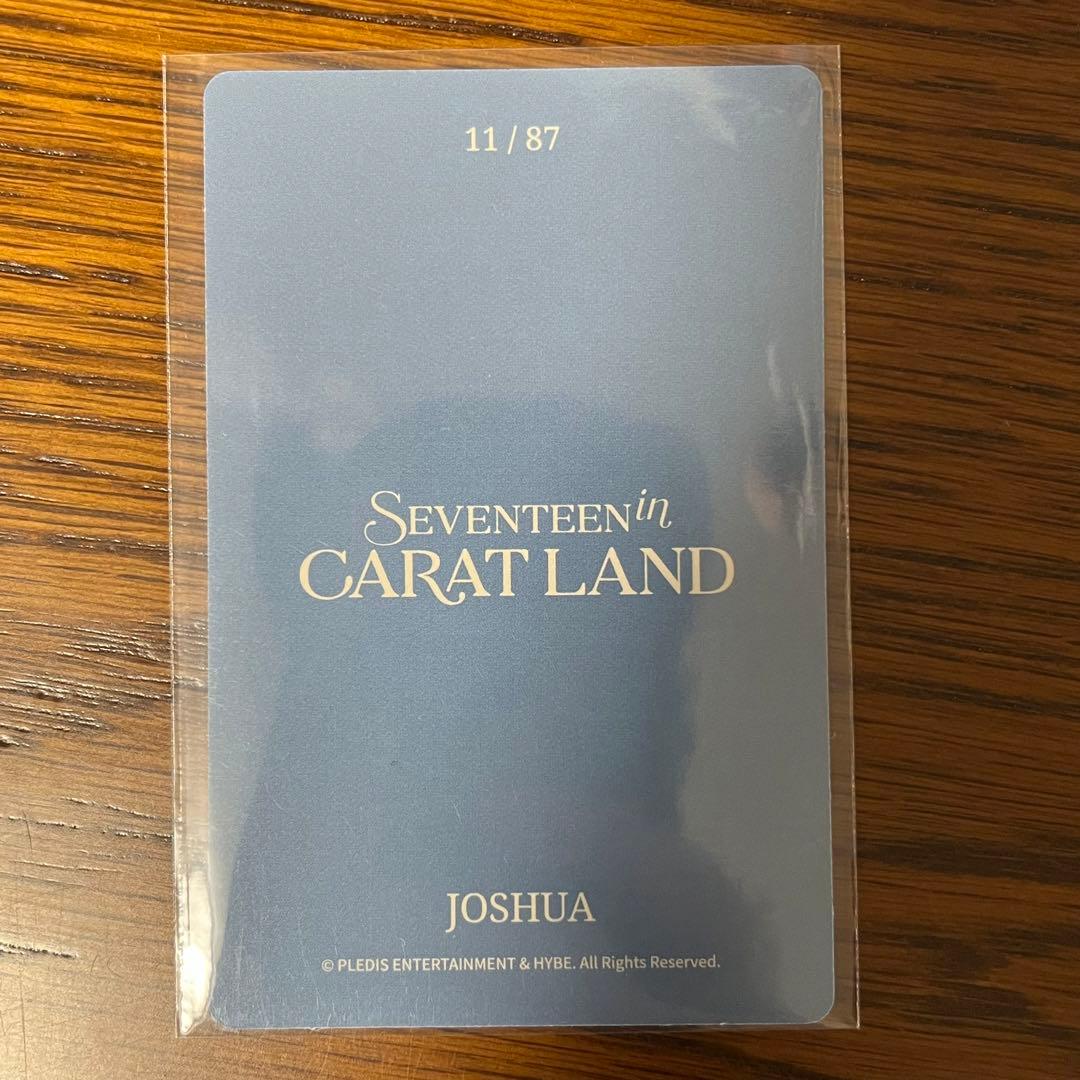 11 / 87
SEVENTEEN in
CARAT LAND
JOSHUA
© PLEDIS ENTERTAINMENT & HYBE. All Rights Reserved.